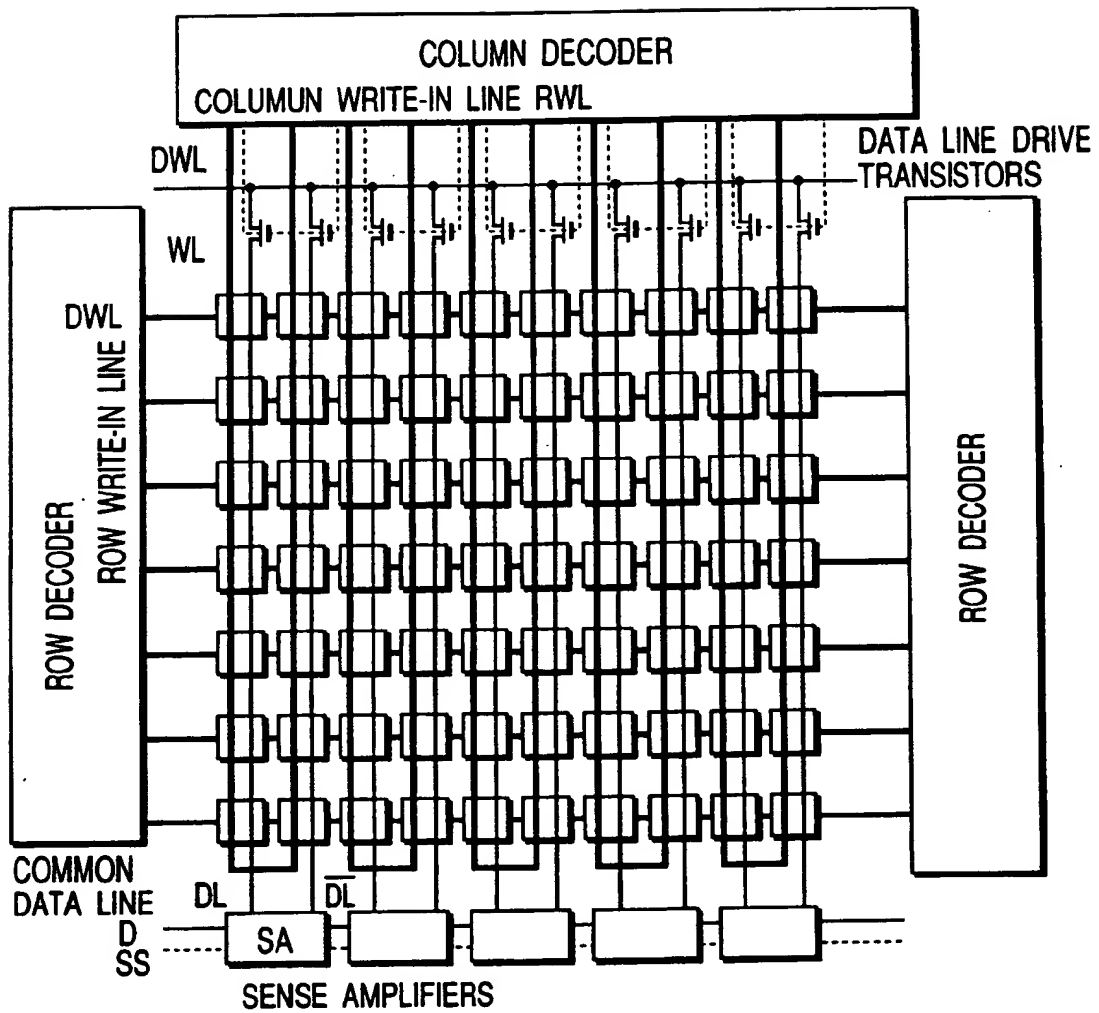 COLUMN DECODER
COLUMUN WRITE-IN LINE RWL
DWL
DATA LINE DRIVE
TRANSISTORS
WL
DWL
ROW WRITE-IN LINE
ROW DECODER
ROW DECODER
COMMON
DATA LINE
DL
D̅L̅
D
SS
SA
SENSE AMPLIFIERS